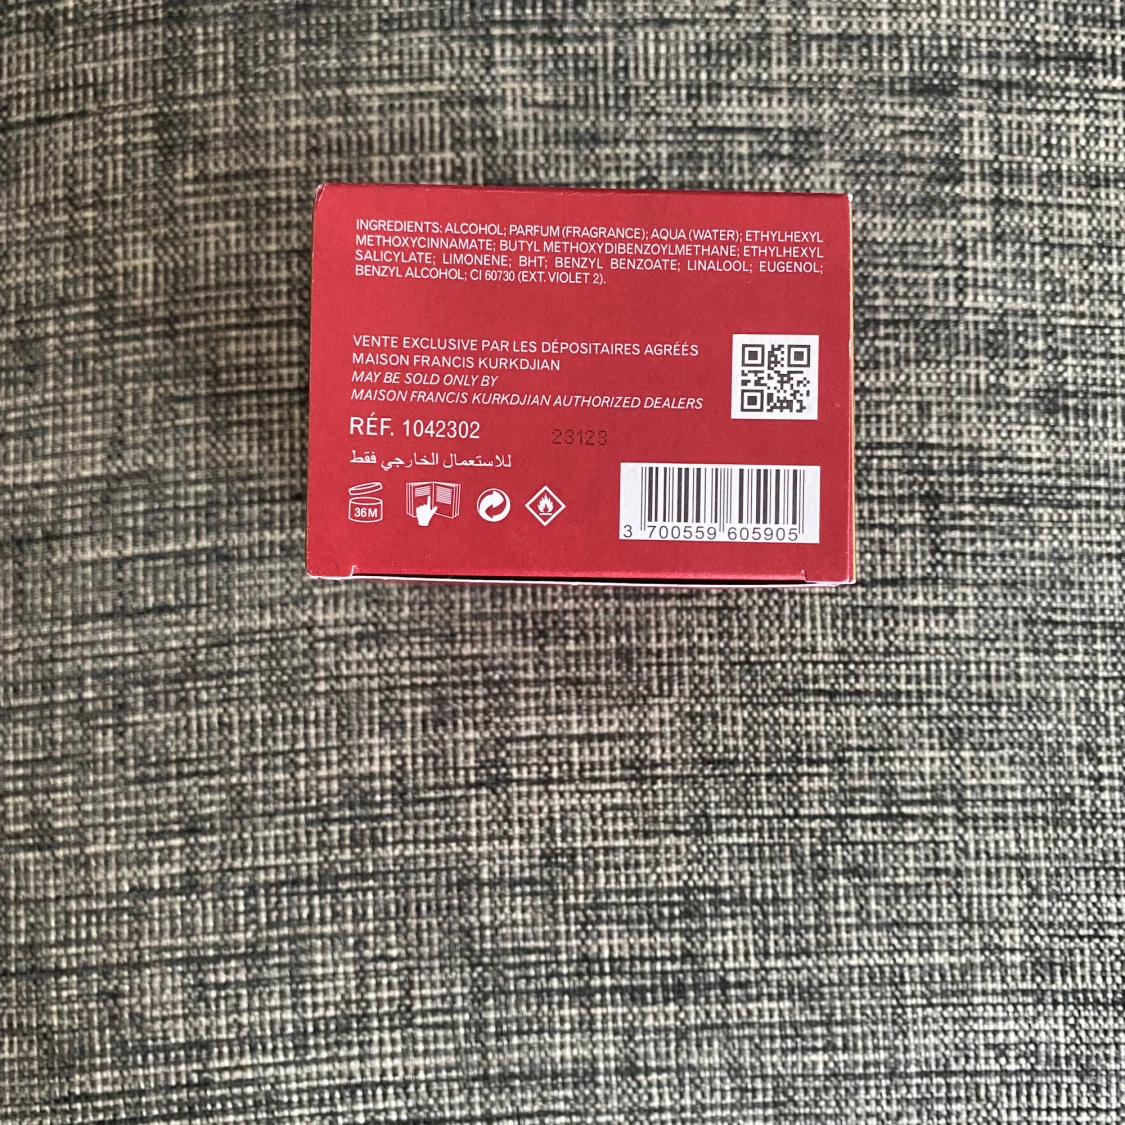 INGREDIENTS: ALCOHOL; PARFUM (FRAGRANCE); AQUA (WATER); ETHYLHEXYL
METHOXYCINNAMATE; BUTYL METHOXYDIBENZOYLMETHANE; ETHYLHEXYL
SALICYLATE; LIMONENE; BHT; BENZYL BENZOATE; LINALOOL; EUGENOL;
BENZYL ALCOHOL; CI 60730 (EXT. VIOLET 2).
VENTE EXCLUSIVE PAR LES DÉPOSITAIRES AGRÉÉS
MAISON FRANCIS KURKDJIAN
MAY BE SOLD ONLY BY
MAISON FRANCIS KURKDJIAN AUTHORIZED DEALERS
RÉF. 1042302
23123
للاستعمال الخارجي فقط
36M
3 700559 605905